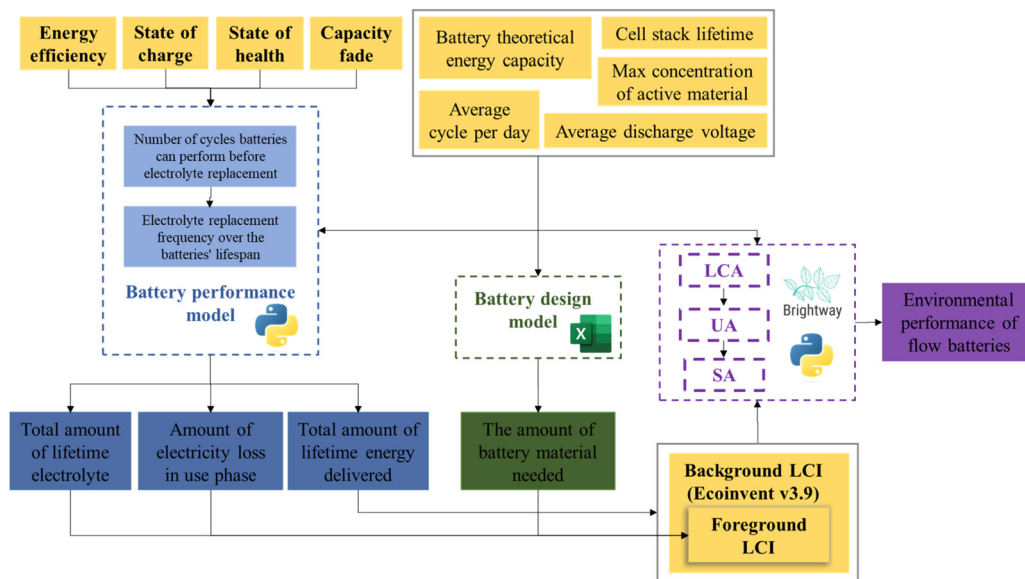 Energy
efficiency
State of
charge
State of
health
Capacity
fade
Battery theoretical
energy capacity
Cell stack lifetime
Max concentration
of active material
Average
cycle per day
Average discharge voltage
Number of cycles batteries
can perform before
electrolyte replacement
Electrolyte replacement
frequency over the
batteries' lifespan
Battery performance
model
Battery design
model
X
LCA
UA
SA
Brightway
Environmental
performance of
flow batteries
Total amount
of lifetime
electrolyte
Amount of
electricity loss
in use phase
Total amount of
lifetime energy
delivered
The amount of
battery material
needed
Background LCI
(Ecoinvent v3.9)
Foreground
LCI